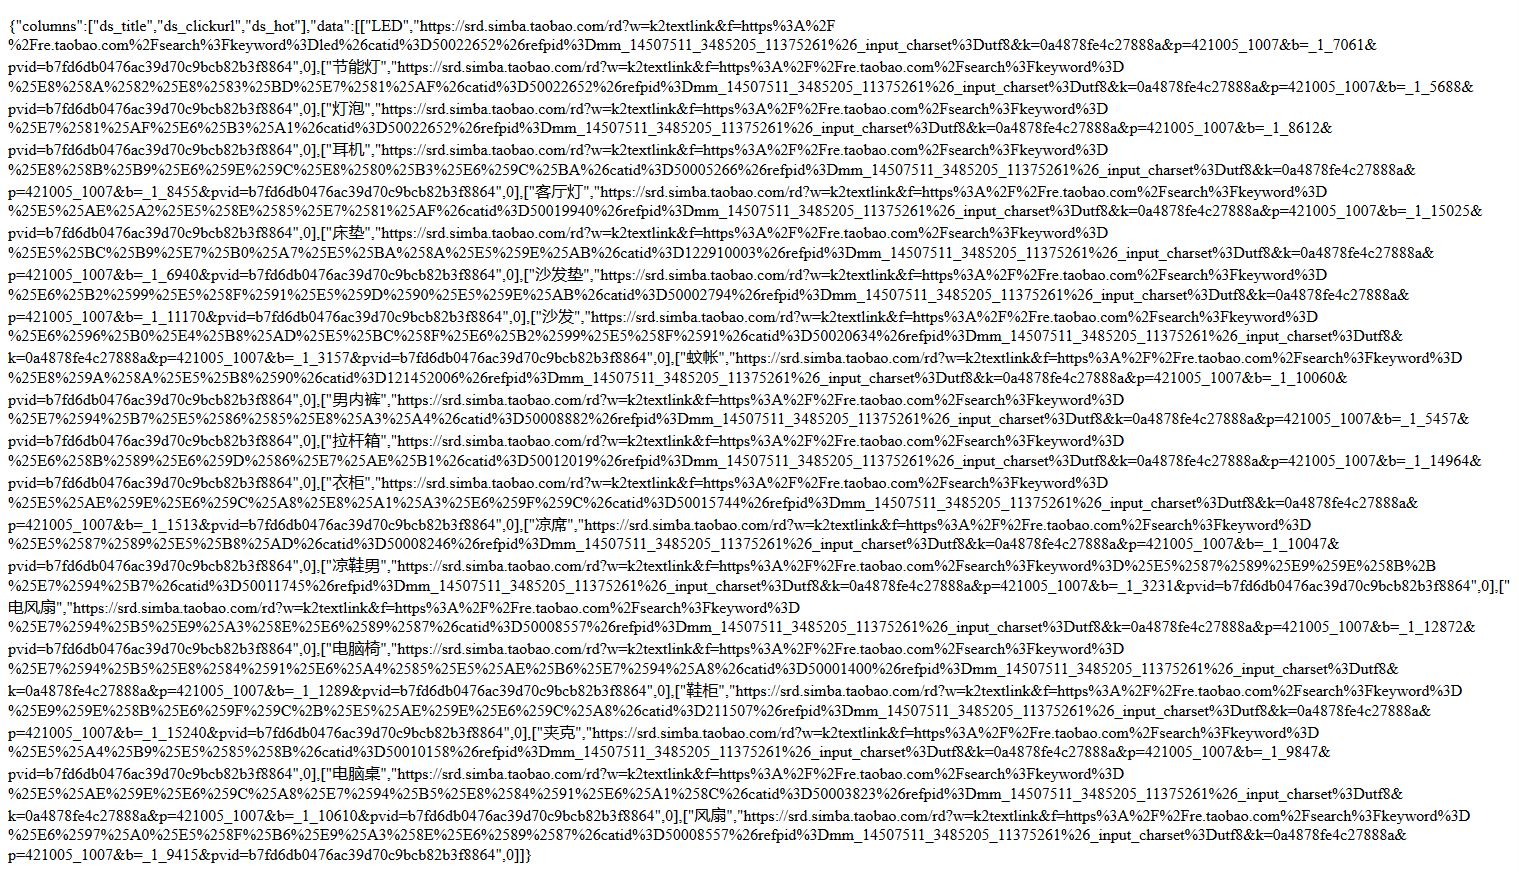 {"columns":["ds_title","ds_clickurl","ds_hot"],"data":[["LED","https://srd.simba.taobao.com/rd?w=k2textlink&f=https%3A%2F
%2Fre.taobao.com%2Fsearch%3Fkeyword%3Dled%26catid%3D50022652%26refpid%3Dmm_14507511_3485205_11375261%26_input_charset%3Dutf8&k=0a4878fe4c27888a&p=421005_1007&b=_1_7061&
pvid=b7fd6db0476ac39d70c9bcb82b3f8864",0],["节能灯","https://srd.simba.taobao.com/rd?w=k2textlink&f=https%3A%2F%2Fre.taobao.com%2Fsearch%3Fkeyword%3D
%25E8%258A%2582%25E8%2583%25BD%25E7%2581%25AF%26catid%3D50022652%26refpid%3Dmm_14507511_3485205_11375261%26_input_charset%3Dutf8&k=0a4878fe4c27888a&p=421005_1007&b=_1_5688&
pvid=b7fd6db0476ac39d70c9bcb82b3f8864",0],["灯泡","https://srd.simba.taobao.com/rd?w=k2textlink&f=https%3A%2F%2Fre.taobao.com%2Fsearch%3Fkeyword%3D
%25E7%2581%25AF%25E6%25B3%25A1%26catid%3D50022652%26refpid%3Dmm_14507511_3485205_11375261%26_input_charset%3Dutf8&k=0a4878fe4c27888a&p=421005_1007&b=_1_8612&
pvid=b7fd6db0476ac39d70c9bcb82b3f8864",0],["耳机","https://srd.simba.taobao.com/rd?w=k2textlink&f=https%3A%2F%2Fre.taobao.com%2Fsearch%3Fkeyword%3D
%25E8%258B%25B9%25E6%259E%259C%25E8%2580%25B3%25E6%259C%25BA%26catid%3D50005266%26refpid%3Dmm_14507511_3485205_11375261%26_input_charset%3Dutf8&k=0a4878fe4c27888a&
p=421005_1007&b=_1_8455&pvid=b7fd6db0476ac39d70c9bcb82b3f8864",0],["客厅灯","https://srd.simba.taobao.com/rd?w=k2textlink&f=https%3A%2F%2Fre.taobao.com%2Fsearch%3Fkeyword%3D
%25E5%25AE%25A2%25E5%258E%2585%25E7%2581%25AF%26catid%3D50019940%26refpid%3Dmm_14507511_3485205_11375261%26_input_charset%3Dutf8&k=0a4878fe4c27888a&p=421005_1007&b=_1_15025&
pvid=b7fd6db0476ac39d70c9bcb82b3f8864",0],["床垫","https://srd.simba.taobao.com/rd?w=k2textlink&f=https%3A%2F%2Fre.taobao.com%2Fsearch%3Fkeyword%3D
%25E5%25BC%25B9%25E7%25B0%25A7%25E5%25BA%258A%25E5%259E%25AB%26catid%3D122910003%26refpid%3Dmm_14507511_3485205_11375261%26_input_charset%3Dutf8&k=0a4878fe4c27888a&
p=421005_1007&b=_1_6940&pvid=b7fd6db0476ac39d70c9bcb82b3f8864",0],["沙发垫","https://srd.simba.taobao.com/rd?w=k2textlink&f=https%3A%2F%2Fre.taobao.com%2Fsearch%3Fkeyword%3D
%25E6%25B2%2599%25E5%258F%2591%25E5%259D%2590%25E5%259E%25AB%26catid%3D50002794%26refpid%3Dmm_14507511_3485205_11375261%26_input_charset%3Dutf8&k=0a4878fe4c27888a&
p=421005_1007&b=_1_11170&pvid=b7fd6db0476ac39d70c9bcb82b3f8864",0],["沙发","https://srd.simba.taobao.com/rd?w=k2textlink&f=https%3A%2F%2Fre.taobao.com%2Fsearch%3Fkeyword%3D
%25E6%2596%25B0%25E4%25B8%25AD%25E5%25BC%258F%25E6%25B2%2599%25E5%258F%2591%26catid%3D50020634%26refpid%3Dmm_14507511_3485205_11375261%26_input_charset%3Dutf8&
k=0a4878fe4c27888a&p=421005_1007&b=_1_3157&pvid=b7fd6db0476ac39d70c9bcb82b3f8864",0],["蚊帐","https://srd.simba.taobao.com/rd?w=k2textlink&f=https%3A%2F%2Fre.taobao.com%2Fsearch%3Fkeyword%3D
%25E8%259A%258A%25E5%25B8%2590%26catid%3D121452006%26refpid%3Dmm_14507511_3485205_11375261%26_input_charset%3Dutf8&k=0a4878fe4c27888a&p=421005_1007&b=_1_10060&
pvid=b7fd6db0476ac39d70c9bcb82b3f8864",0],["男内裤","https://srd.simba.taobao.com/rd?w=k2textlink&f=https%3A%2F%2Fre.taobao.com%2Fsearch%3Fkeyword%3D
%25E7%2594%25B7%25E5%2586%2585%25E8%25A3%25A4%26catid%3D50008882%26refpid%3Dmm_14507511_3485205_11375261%26_input_charset%3Dutf8&k=0a4878fe4c27888a&p=421005_1007&b=_1_5457&
pvid=b7fd6db0476ac39d70c9bcb82b3f8864",0],["拉杆箱","https://srd.simba.taobao.com/rd?w=k2textlink&f=https%3A%2F%2Fre.taobao.com%2Fsearch%3Fkeyword%3D
%25E6%258B%2589%25E6%259D%2586%25E7%25AE%25B1%26catid%3D50012019%26refpid%3Dmm_14507511_3485205_11375261%26_input_charset%3Dutf8&k=0a4878fe4c27888a&p=421005_1007&b=_1_14964&
pvid=b7fd6db0476ac39d70c9bcb82b3f8864",0],["衣柜","https://srd.simba.taobao.com/rd?w=k2textlink&f=https%3A%2F%2Fre.taobao.com%2Fsearch%3Fkeyword%3D
%25E5%25AE%259E%25E6%259C%25A8%25E8%25A1%25A3%25E6%259F%259C%26catid%3D50015744%26refpid%3Dmm_14507511_3485205_11375261%26_input_charset%3Dutf8&k=0a4878fe4c27888a&
p=421005_1007&b=_1_1513&pvid=b7fd6db0476ac39d70c9bcb82b3f8864",0],["凉席","https://srd.simba.taobao.com/rd?w=k2textlink&f=https%3A%2F%2Fre.taobao.com%2Fsearch%3Fkeyword%3D
%25E5%2587%2589%25E5%25B8%25AD%26catid%3D50008246%26refpid%3Dmm_14507511_3485205_11375261%26_input_charset%3Dutf8&k=0a4878fe4c27888a&p=421005_1007&b=_1_10047&
pvid=b7fd6db0476ac39d70c9bcb82b3f8864",0],["凉鞋男","https://srd.simba.taobao.com/rd?w=k2textlink&f=https%3A%2F%2Fre.taobao.com%2Fsearch%3Fkeyword%3D%25E5%2587%2589%25E9%259E%258B%2B
%25E7%2594%25B7%26catid%3D50011745%26refpid%3Dmm_14507511_3485205_11375261%26_input_charset%3Dutf8&k=0a4878fe4c27888a&p=421005_1007&b=_1_3231&pvid=b7fd6db0476ac39d70c9bcb82b3f8864",0],["
电风扇","https://srd.simba.taobao.com/rd?w=k2textlink&f=https%3A%2F%2Fre.taobao.com%2Fsearch%3Fkeyword%3D
%25E7%2594%25B5%25E9%25A3%258E%25E6%2589%2587%26catid%3D50008557%26refpid%3Dmm_14507511_3485205_11375261%26_input_charset%3Dutf8&k=0a4878fe4c27888a&p=421005_1007&b=_1_12872&
pvid=b7fd6db0476ac39d70c9bcb82b3f8864",0],["电脑椅","https://srd.simba.taobao.com/rd?w=k2textlink&f=https%3A%2F%2Fre.taobao.com%2Fsearch%3Fkeyword%3D
%25E7%2594%25B5%25E8%2584%2591%25E6%25A4%2585%25E5%25AE%25B6%25E7%2594%25A8%26catid%3D50001400%26refpid%3Dmm_14507511_3485205_11375261%26_input_charset%3Dutf8&
k=0a4878fe4c27888a&p=421005_1007&b=_1_1289&pvid=b7fd6db0476ac39d70c9bcb82b3f8864",0],["鞋柜","https://srd.simba.taobao.com/rd?w=k2textlink&f=https%3A%2F%2Fre.taobao.com%2Fsearch%3Fkeyword%3D
%25E9%259E%258B%25E6%259F%259C%2B%25E5%25AE%259E%25E6%259C%25A8%26catid%3D211507%26refpid%3Dmm_14507511_3485205_11375261%26_input_charset%3Dutf8&k=0a4878fe4c27888a&
p=421005_1007&b=_1_15240&pvid=b7fd6db0476ac39d70c9bcb82b3f8864",0],["夹克","https://srd.simba.taobao.com/rd?w=k2textlink&f=https%3A%2F%2Fre.taobao.com%2Fsearch%3Fkeyword%3D
%25E5%25A4%25B9%25E5%2585%258B%26catid%3D50010158%26refpid%3Dmm_14507511_3485205_11375261%26_input_charset%3Dutf8&k=0a4878fe4c27888a&p=421005_1007&b=_1_9847&
pvid=b7fd6db0476ac39d70c9bcb82b3f8864",0],["电脑桌","https://srd.simba.taobao.com/rd?w=k2textlink&f=https%3A%2F%2Fre.taobao.com%2Fsearch%3Fkeyword%3D
%25E5%25AE%259E%25E6%259C%25A8%25E7%2594%25B5%25E8%2584%2591%25E6%25A1%258C%26catid%3D50003823%26refpid%3Dmm_14507511_3485205_11375261%26_input_charset%3Dutf8&
k=0a4878fe4c27888a&p=421005_1007&b=_1_10610&pvid=b7fd6db0476ac39d70c9bcb82b3f8864",0],["风扇","https://srd.simba.taobao.com/rd?w=k2textlink&f=https%3A%2F%2Fre.taobao.com%2Fsearch%3Fkeyword%3D
%25E6%2597%25A0%25E5%258F%25B6%25E9%25A3%258E%25E6%2589%2587%26catid%3D50008557%26refpid%3Dmm_14507511_3485205_11375261%26_input_charset%3Dutf8&k=0a4878fe4c27888a&
p=421005_1007&b=_1_9415&pvid=b7fd6db0476ac39d70c9bcb82b3f8864",0]]}